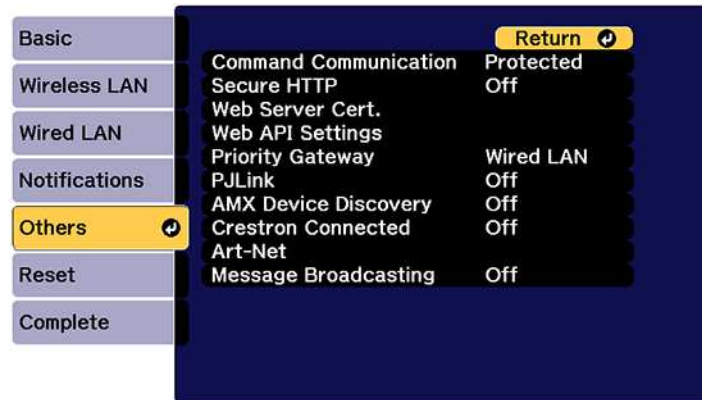 Basic
Wireless LAN
Wired LAN
Notifications
Others
Reset
Complete
Return
Command Communication Protected
Secure HTTP Off
Web Server Cert.
Web API Settings
Priority Gateway Wired LAN
PJLink Off
AMX Device Discovery Off
Crestron Connected Off
Art-Net
Message Broadcasting Off